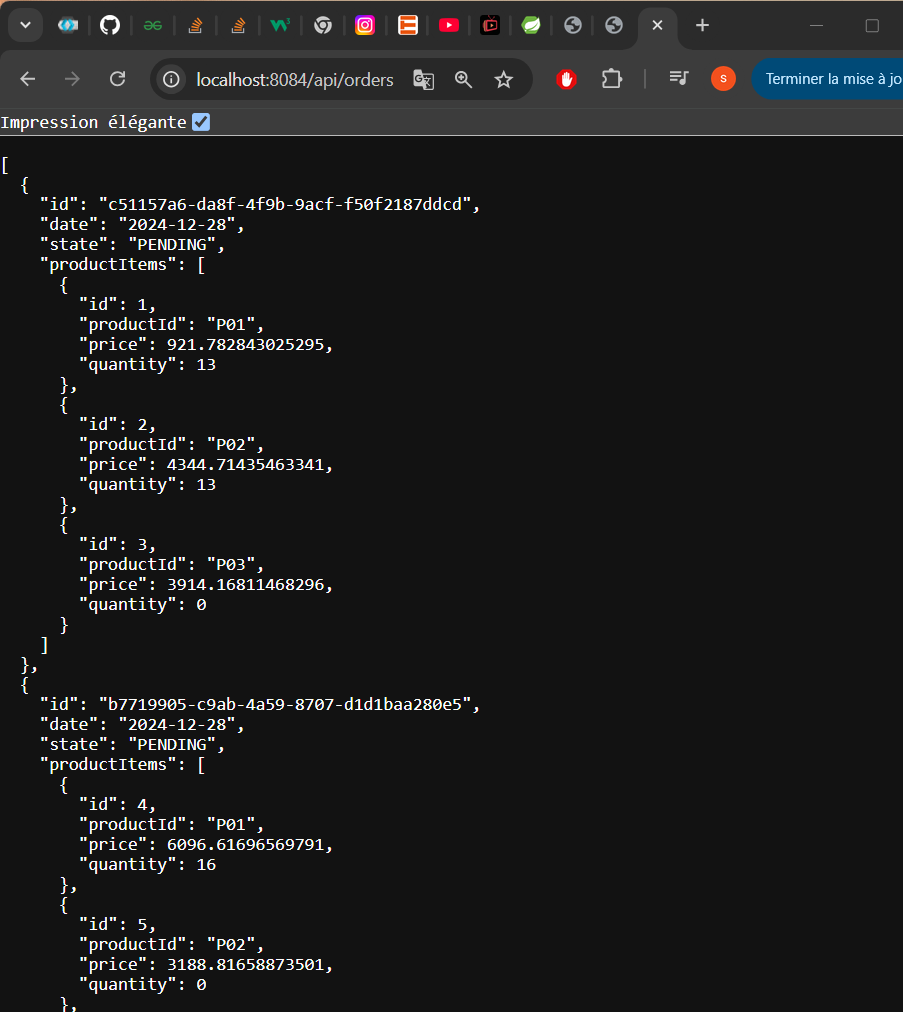 localhost:8084/api/orders
S
Terminer la mise à jo
Impression élégante
[
  {
    "id": "c51157a6-da8f-4f9b-9acf-f50f2187ddcd",
    "date": "2024-12-28",
    "state": "PENDING",
    "productItems": [
      {
        "id": 1,
        "productId": "P01",
        "price": 921.782843025295,
        "quantity": 13
      },
      {
        "id": 2,
        "productId": "P02",
        "price": 4344.71435463341,
        "quantity": 13
      },
      {
        "id": 3,
        "productId": "P03",
        "price": 3914.16811468296,
        "quantity": 0
      }
    ]
  },
  {
    "id": "b7719905-c9ab-4a59-8707-d1d1baa280e5",
    "date": "2024-12-28",
    "state": "PENDING",
    "productItems": [
      {
        "id": 4,
        "productId": "P01",
        "price": 6096.61696569791,
        "quantity": 16
      },
      {
        "id": 5,
        "productId": "P02",
        "price": 3188.81658873501,
        "quantity": 0
      },